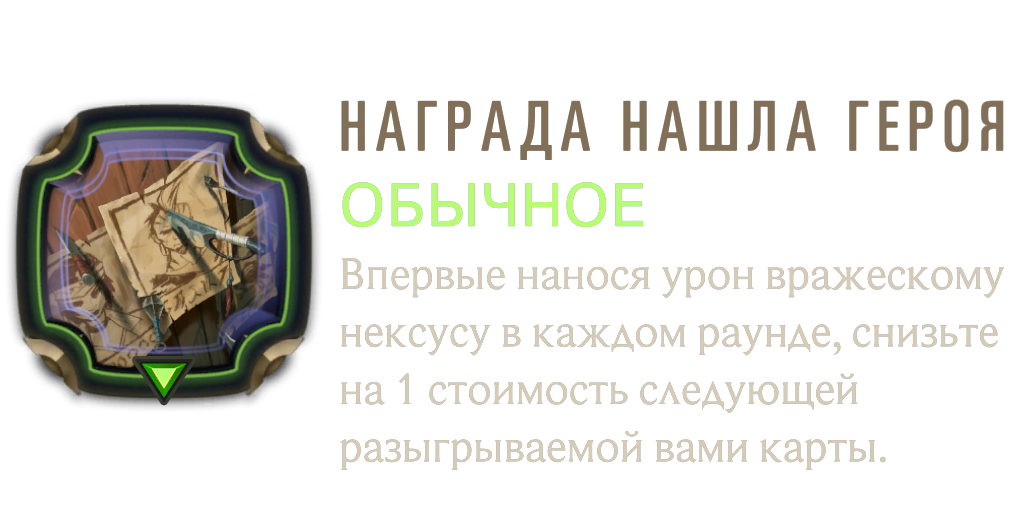 НАГРАДА НАШЛА ГЕРОЯ
ОБЫЧНОЕ
Впервые нанося урон вражескому
нексусу в каждом раунде, снизьте
на 1 стоимость следующей
разыгрываемой вами карты.